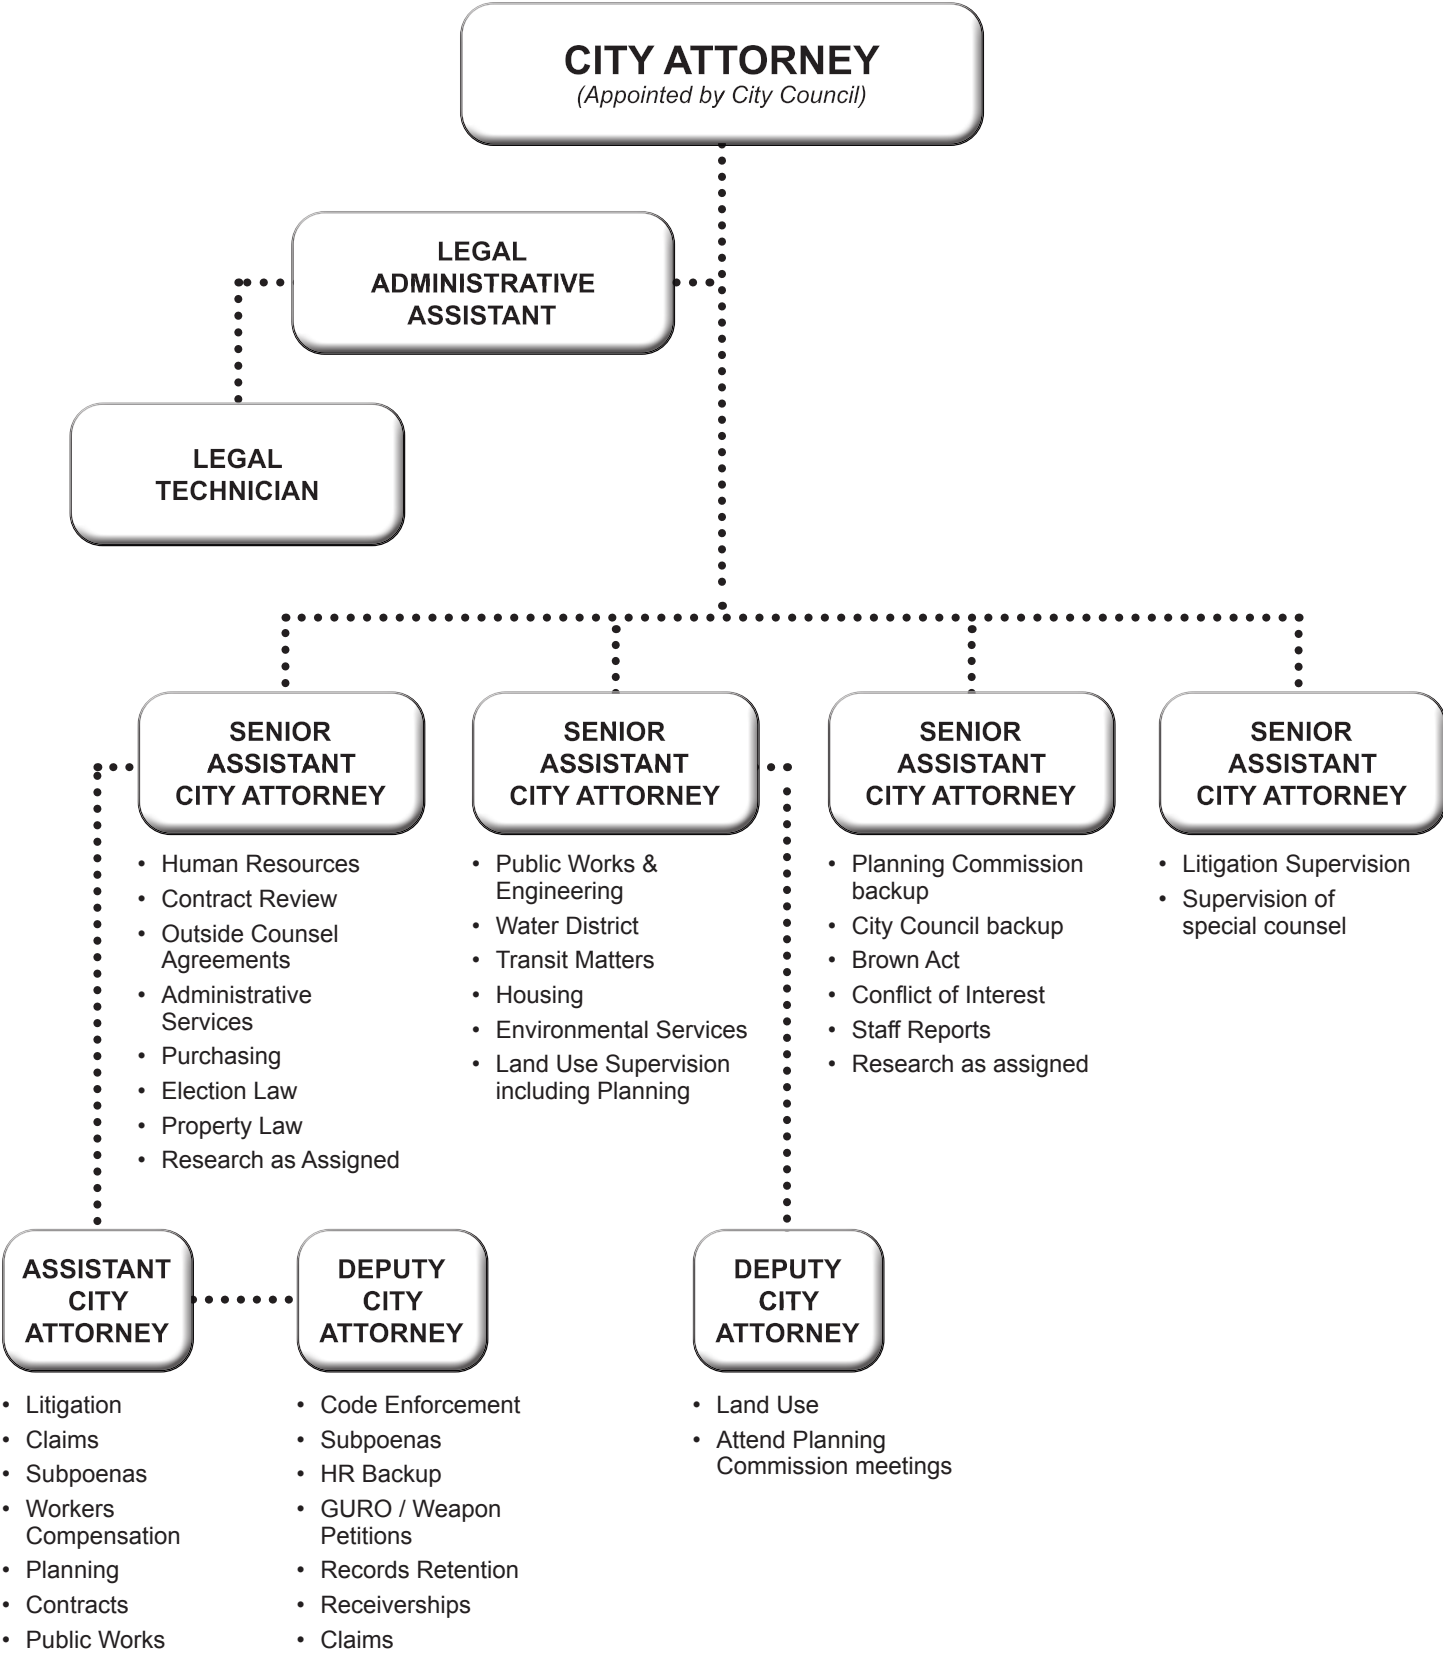 CITY ATTORNEY
(Appointed by City Council)
LEGAL
ADMINISTRATIVE
ASSISTANT
LEGAL
TECHNICIAN
SENIOR
ASSISTANT
CITY ATTORNEY
• Human Resources
• Contract Review
• Outside Counsel
Agreements
• Administrative
Services
• Purchasing
• Election Law
• Property Law
• Research as Assigned
SENIOR
ASSISTANT
CITY ATTORNEY
• Public Works &
Engineering
• Water District
• Transit Matters
• Housing
• Environmental Services
• Land Use Supervision
including Planning
SENIOR
ASSISTANT
CITY ATTORNEY
• Planning Commission
backup
• City Council backup
• Brown Act
• Conflict of Interest
• Staff Reports
• Research as assigned
SENIOR
ASSISTANT
CITY ATTORNEY
• Litigation Supervision
• Supervision of
special counsel
ASSISTANT
CITY
ATTORNEY
• Litigation
• Claims
• Subpoenas
• Workers
Compensation
• Planning
• Contracts
• Public Works
DEPUTY
CITY
ATTORNEY
• Code Enforcement
• Subpoenas
• HR Backup
• GURO / Weapon
Petitions
• Records Retention
• Receiverships
• Claims
DEPUTY
CITY
ATTORNEY
• Land Use
• Attend Planning
Commission meetings